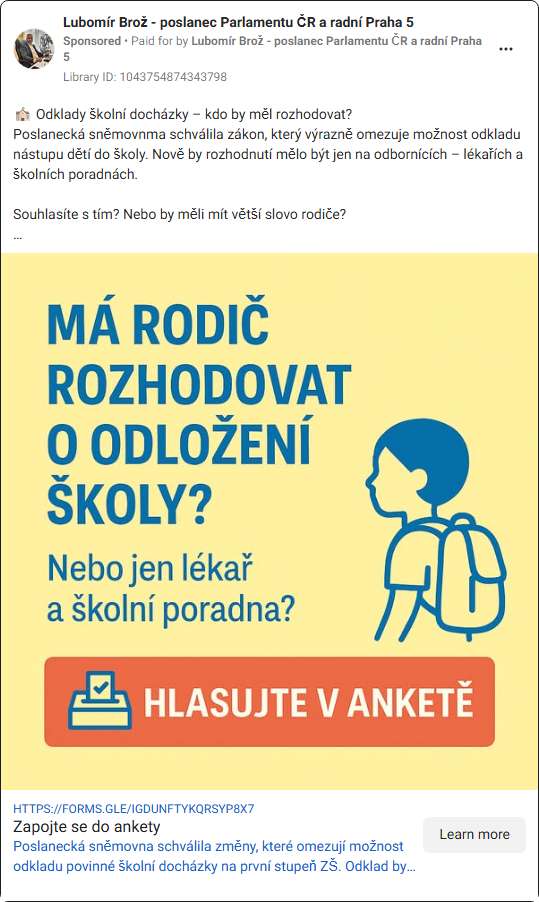 Lubomír Brož - poslanec Parlamentu ČR a radní Praha 5
Sponsored • Paid for by Lubomír Brož - poslanec Parlamentu ČR a radní Praha
5
Library ID: 1043754874343798
Odklady školní docházky – kdo by měl rozhodovat?
Poslanecká sněmovnma schválila zákon, který výrazně omezuje možnost odkladu
nástupu dětí do školy. Nově by rozhodnutí mělo být jen na odbornících – lékařích a
školních poradnách.
Souhlasíte s tím? Nebo by měli mít větší slovo rodiče?
...
MÁ RODIČ
ROZHODOVAT
O ODLOŽENÍ
ŠKOLY?
Nebo jen lékař
a školní poradna?
HLASUJTE V ANKETĚ
HTTPS://FORMS.GLE/IGDUNFTYKQRSYP8X7
Zapojte se do ankety
Poslanecká sněmovna schválila změny, které omezují možnost
odkladu povinné školní docházky na první stupeň ZŠ. Odklad by...
Learn more